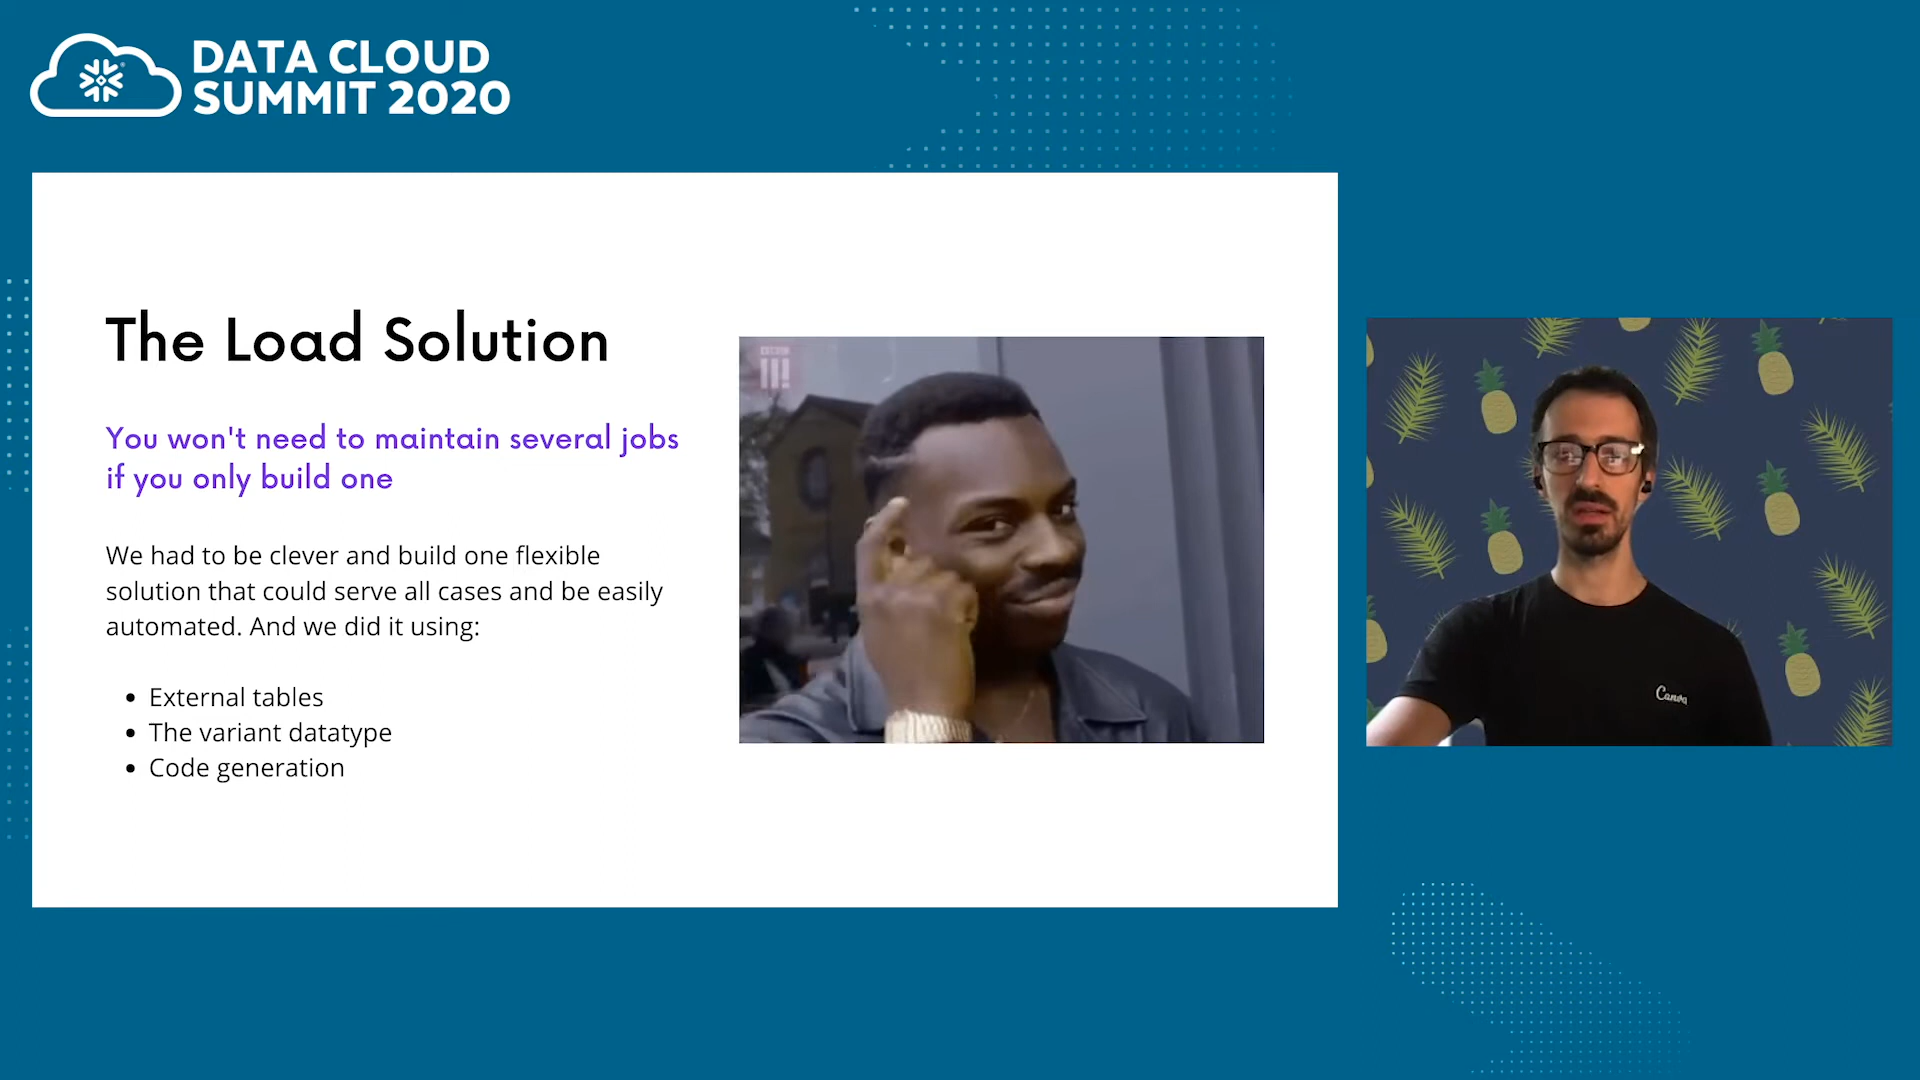 DATA CLOUD
SUMMIT 2020
The Load Solution
You won't need to maintain several jobs
if you only build one
We had to be clever and build one flexible
solution that could serve all cases and be easily
automated. And we did it using:
• External tables
• The variant datatype
• Code generation
Canva